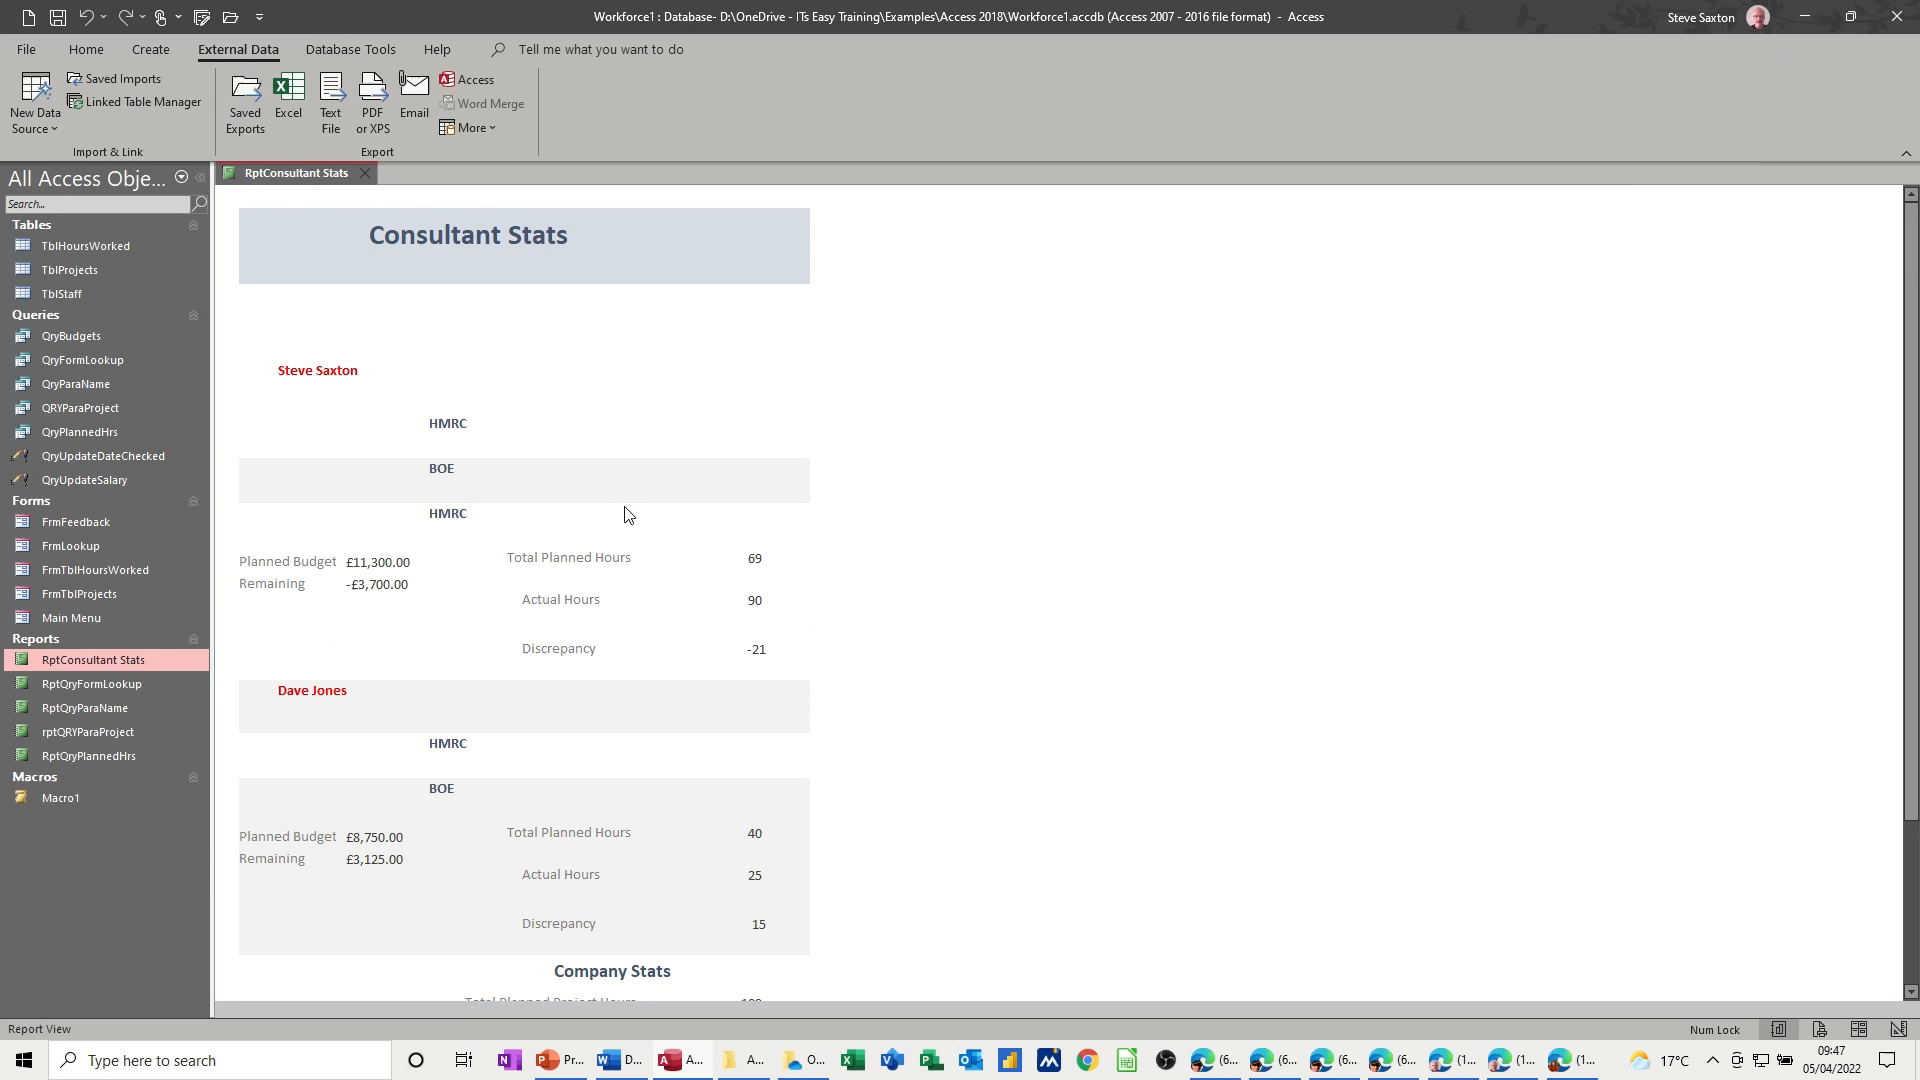 Workforce1 : Database- D:\OneDrive - ITs Easy Training\Examples\Access 2018\Workforce1.accdb (Access 2007 - 2016 file format) - Access
Steve Saxton
File Home Create External Data Database Tools Help Tell me what you want to do
New Data Source
Saved Imports
Linked Table Manager
Import & Link
Saved Exports
Excel
Text File
PDF or XPS
Email
Access
Word Merge
More
Export
All Access Obje...
Search...
Tables
TblHoursWorked
TblProjects
TblStaff
Queries
QryBudgets
QryFormLookup
QryParaName
QRYParaProject
QryPlannedHrs
QryUpdateDateChecked
QryUpdateSalary
Forms
FrmFeedback
FrmLookup
FrmTblHoursWorked
FrmTblProjects
Main Menu
Reports
RptConsultant Stats
RptQryFormLookup
RptQryParaName
rptQRYParaProject
RptQryPlannedHrs
Macros
Macro1
RptConsultant Stats
Consultant Stats
Steve Saxton
HMRC
BOE
HMRC
Planned Budget £11,300.00 Total Planned Hours 69
Remaining -£3,700.00
Actual Hours 90
Discrepancy -21
Dave Jones
HMRC
BOE
Planned Budget £8,750.00 Total Planned Hours 40
Remaining £3,125.00
Actual Hours 25
Discrepancy 15
Company Stats
Report View
Num Lock
Type here to search
Pr...
D...
A...
A...
O...
(6...
(6...
(6...
(6...
(1...
(1...
(1...
17°C
09:47
05/04/2022